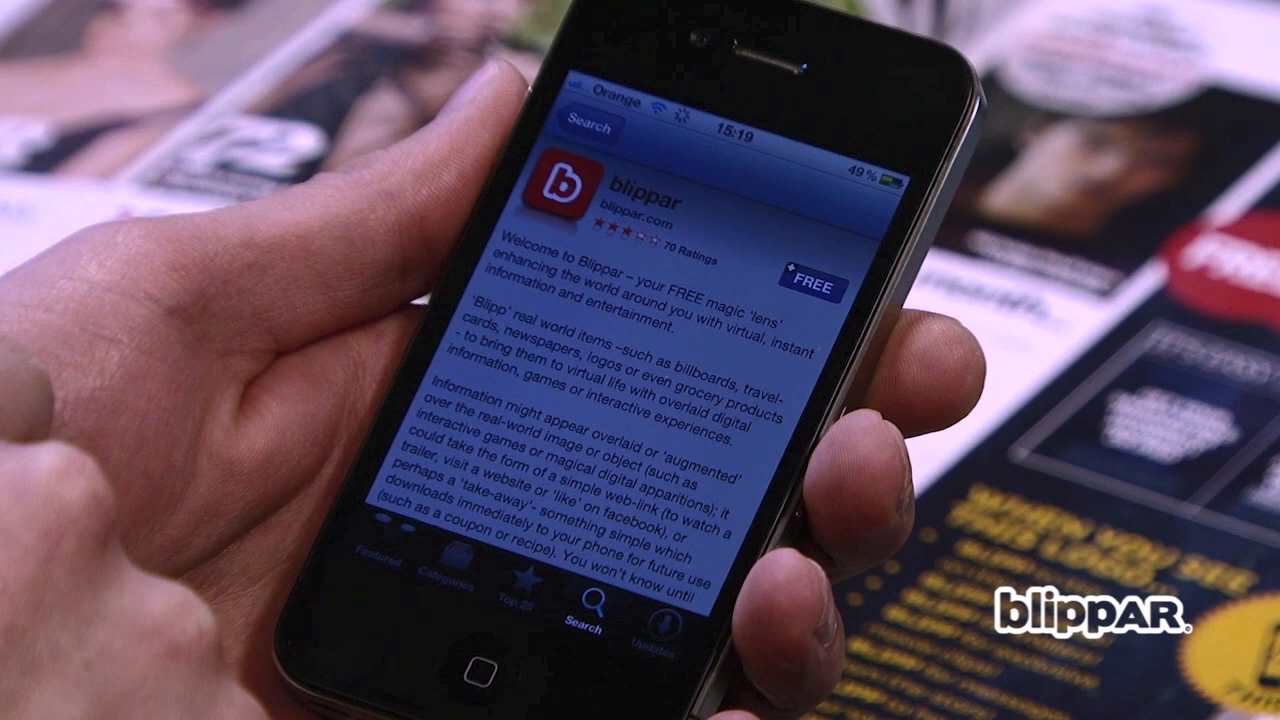 Orange
15:19
49%
Search
blippar
blippar.com
70 Ratings
FREE
Welcome to Blippar – your FREE magic 'lens'
enhancing the world around you with virtual, instant
information and entertainment.
'Blipp' real world items –such as billboards, travel-
cards, newspapers, logos or even grocery products
- to bring them to virtual life with overlaid digital
information, games or interactive experiences.
Information might appear overlaid or 'augmented'
over the real-world image or object (such as
interactive games or magical digital apparitions); it
could take the form of a simple web-link (to watch a
trailer, visit a website or 'like' on facebook), or
perhaps a 'take-away'- something simple which
downloads immediately to your phone for future use
(such as a coupon or recipe). You won't know until
Featured
Categories
Top 25
Search
Updates
WHEN YOU SEE
THIS LOGO
blippAR.